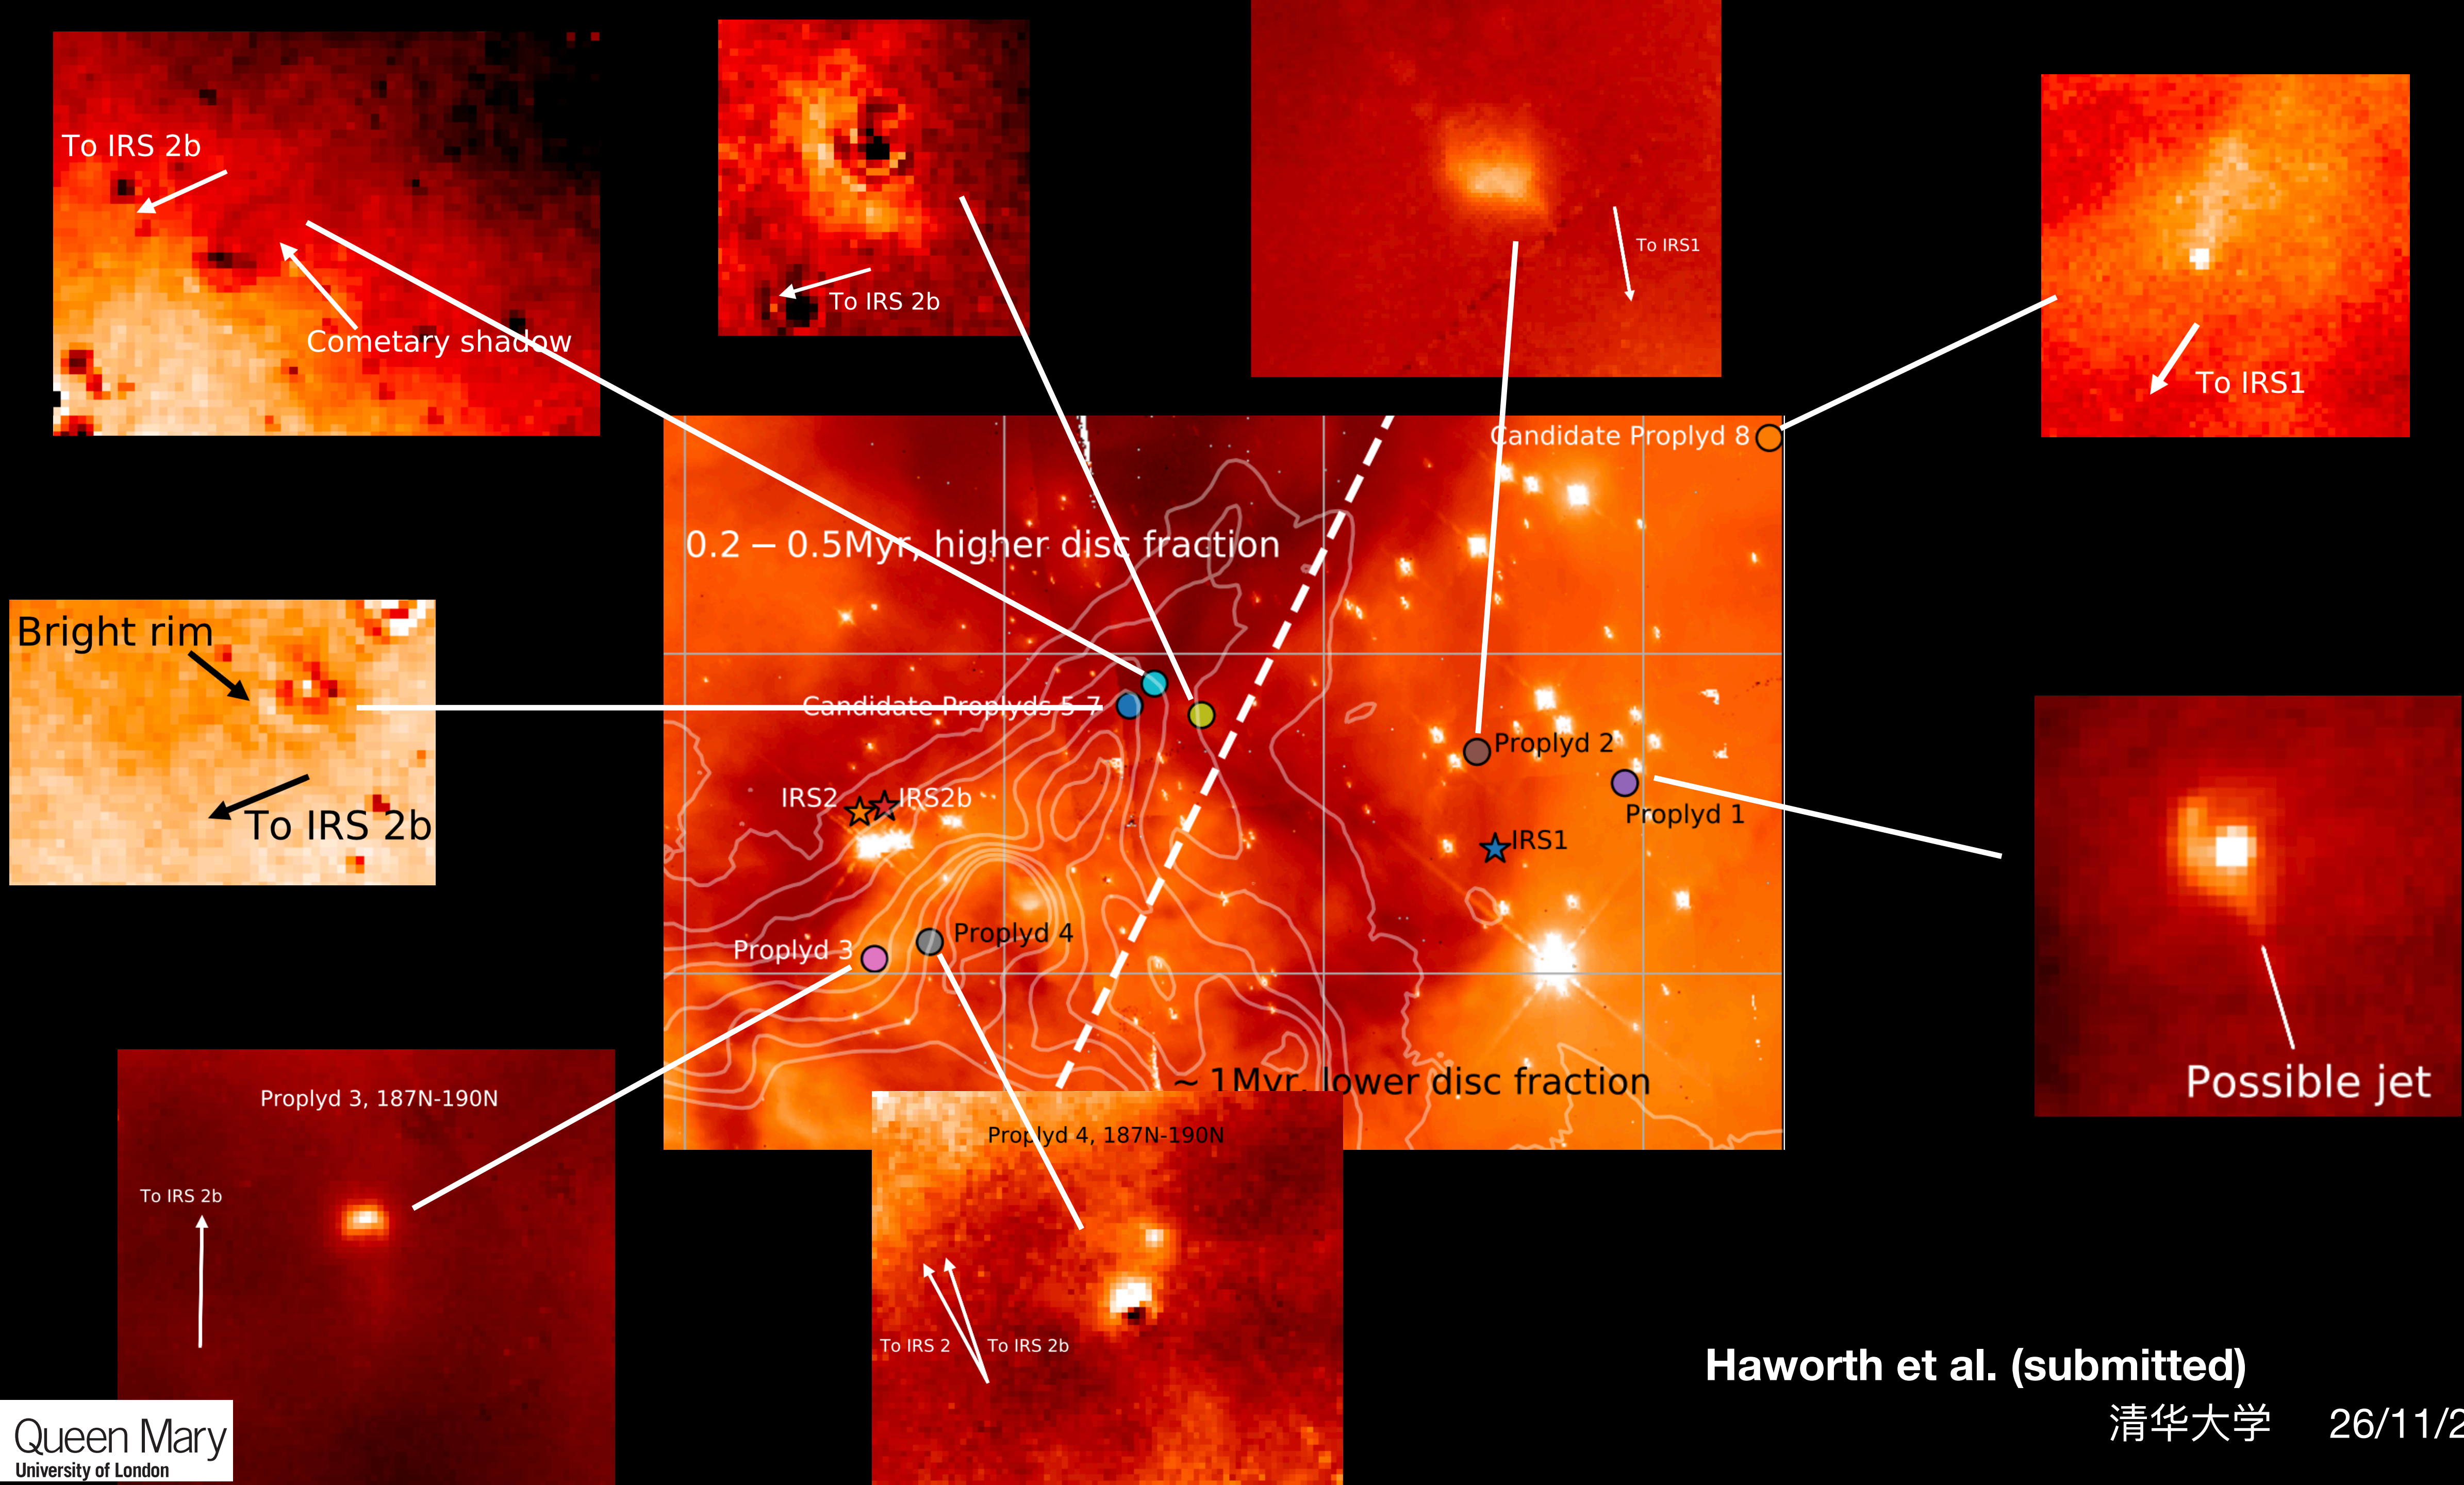 To IRS 2b
Cometary shadow
To IRS 2b
To IRS1
To IRS1
Candidate Proplyd 8
0.2 – 0.5Myr, higher disc fraction
Bright rim
To IRS 2b
Candidate Proplyds 5-7
Proplyd 2
Proplyd 1
IRS2
IRS2b
IRS1
Proplyd 3
Proplyd 4
~ 1Myr, lower disc fraction
Possible jet
Proplyd 3, 187N-190N
To IRS 2b
Proplyd 4, 187N-190N
To IRS 2
To IRS 2b
Haworth et al. (submitted)
清华大学 26/11/2
Queen Mary
University of London